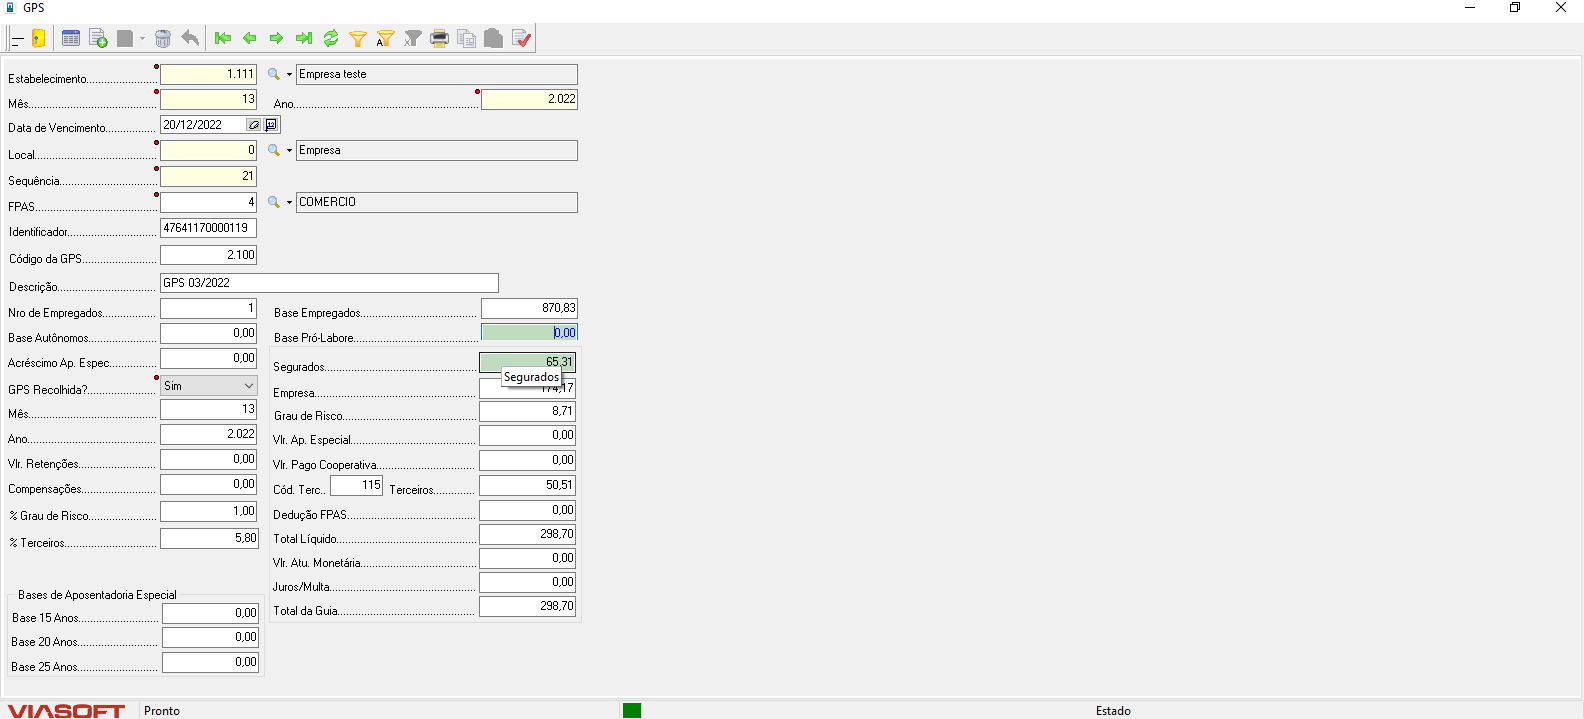 GPS
Estabelecimento 1.111 Empresa teste
Mês 13 Ano 2.022
Data de Vencimento 20/12/2022
Local 0 Empresa
Sequência 21
FPAS 4 COMERCIO
Identificador 47641170000119
Código da GPS 2.100
Descrição GPS 03/2022
Nro de Empregados 1 Base Empregados 870,83
Base Autônomos 0,00 Base Pró-Labore 0,00
Acréscimo Ap. Espec 0,00 Segurados 65,31
Segurados
GPS Recolhida? Sim Empresa 174,17
Mês 13 Grau de Risco 8,71
Ano 2.022 Vlr. Ap. Especial 0,00
Vlr. Retenções 0,00 Vlr. Pago Cooperativa 0,00
Compensações 0,00 Cód. Terc.. 115 Terceiros 50,51
% Grau de Risco 1,00 Dedução FPAS 0,00
% Terceiros 5,80 Total Líquido 298,70
Vlr. Atu. Monetária 0,00
Juros/Multa 0,00
Bases de Aposentadoria Especial
Total da Guia 298,70
Base 15 Anos 0,00
Base 20 Anos 0,00
Base 25 Anos 0,00
VIASOFT Pronto Estado